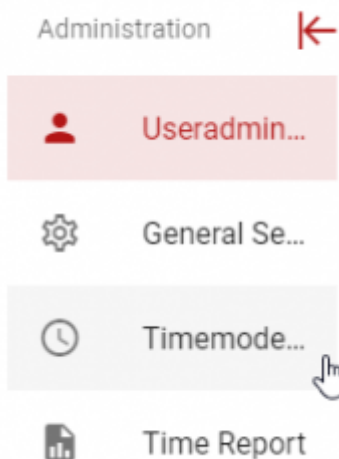 Administration
Useradmin...
General Se...
Timemode...
Time Report